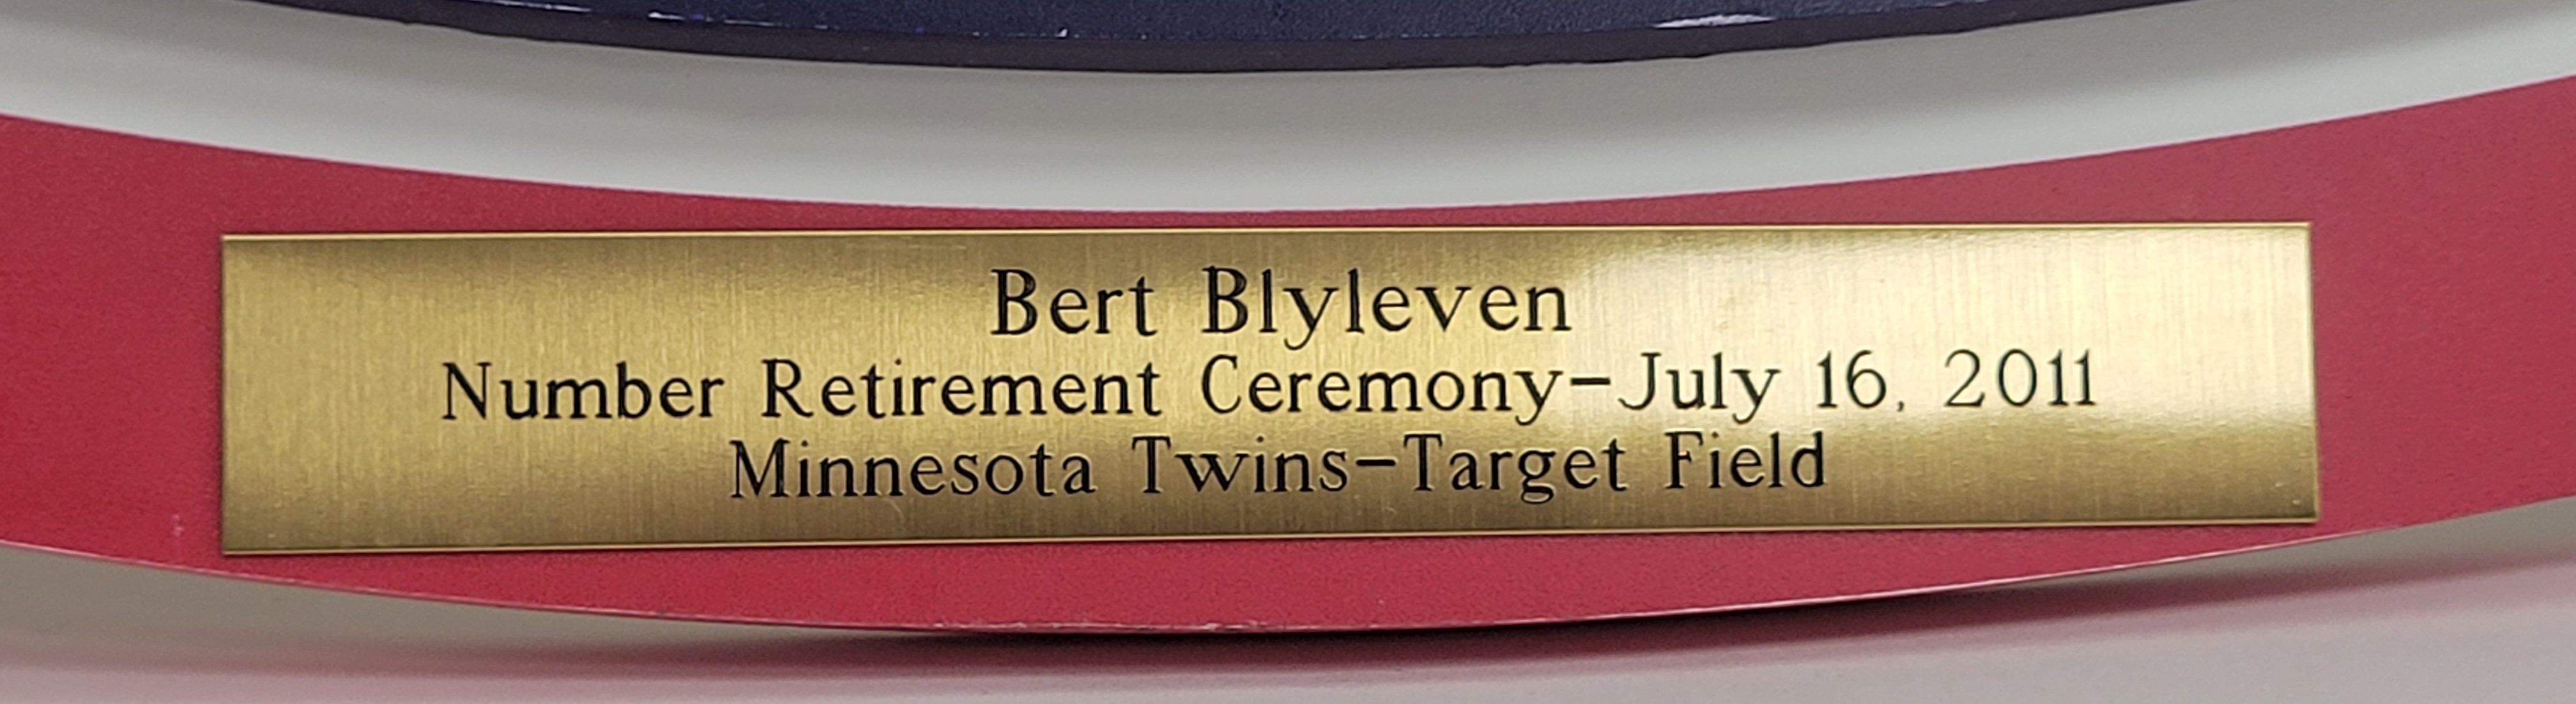 Bert Blyleven
Number Retirement Ceremony-July 16, 2011
Minnesota Twins-Target Field